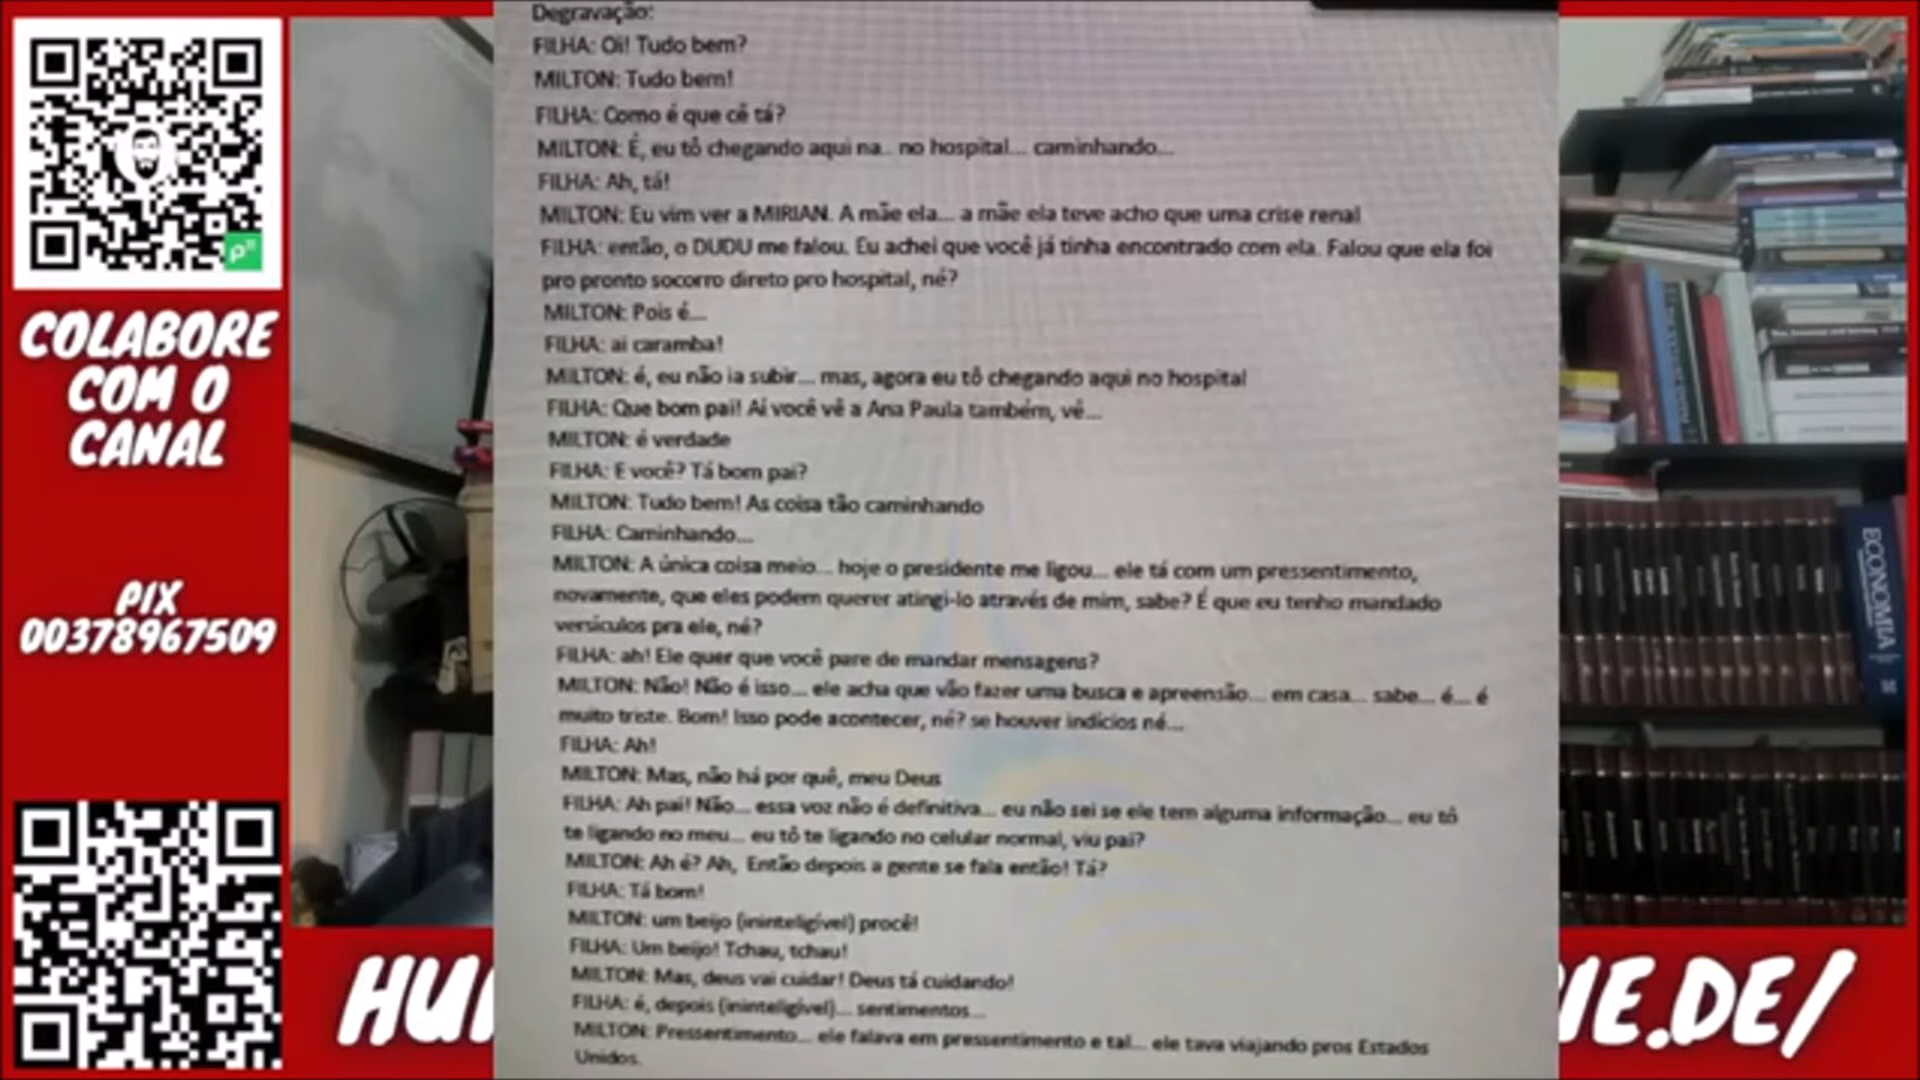 COLABORE
COM O
CANAL
PIX
00378967509
Degravação:
FILHA: Oi! Tudo bem?
MILTON: Tudo bem!
FILHA: Como é que cê tá?
MILTON: É, eu tô chegando aqui na.. no hospital... caminhando...
FILHA: Ah, tá!
MILTON: Eu vim ver a MIRIAN. A mãe ela... a mãe ela teve acho que uma crise renal
FILHA: então, o DUDU me falou. Eu achei que você já tinha encontrado com ela. Falou que ela foi
pro pronto socorro direto pro hospital, né?
MILTON: Pois é...
FILHA: ai caramba!
MILTON: é, eu não ia subir... mas, agora eu tô chegando aqui no hospital
FILHA: Que bom pai! Aí você vê a Ana Paula também, vê...
MILTON: é verdade
FILHA: E você? Tá bom pai?
MILTON: Tudo bem! As coisa tão caminhando
FILHA: Caminhando...
MILTON: A única coisa meio... hoje o presidente me ligou... ele tá com um pressentimento,
novamente, que eles podem querer atingi-lo através de mim, sabe? É que eu tenho mandado
versículos pra ele, né?
FILHA: ah! Ele quer que você pare de mandar mensagens?
MILTON: Não! Não é isso... ele acha que vão fazer uma busca e apreensão... em casa... sabe... é... é
muito triste. Bom! Isso pode acontecer, né? se houver indícios né...
FILHA: Ah!
MILTON: Mas, não há por quê, meu Deus
FILHA: Ah pai! Não... essa voz não é definitiva... eu não sei se ele tem alguma informação... eu tô
te ligando no meu... eu tô te ligando no celular normal, viu pai?
MILTON: Ah é? Ah, Então depois a gente se fala então! Tá?
FILHA: Tá bom!
MILTON: um beijo (ininteligível) procê!
FILHA: Um beijo! Tchau, tchau!
MILTON: Mas, deus vai cuidar! Deus tá cuidando!
FILHA: é, depois (ininteligível)... sentimentos...
MILTON: Pressentimento... ele falava em pressentimento e tal... ele tava viajando pros Estados
Unidos.
ECONOMIA
HU
IE.DE/